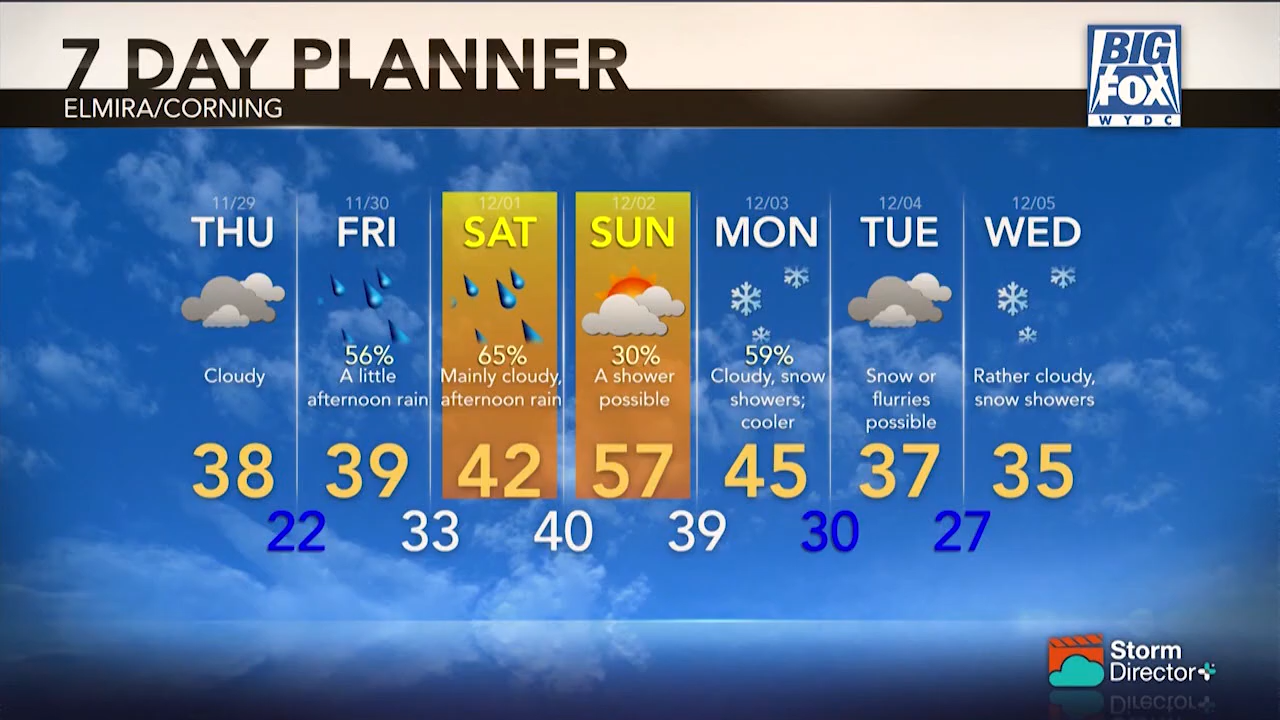 7 DAY PLANNER
ELMIRA/CORNING
BIG
FOX
WYDC
11/29
THU
Cloudy
38
11/30
FRI
56%
A little
afternoon rain
39
12/01
SAT
65%
Mainly cloudy,
afternoon rain
42
12/02
SUN
30%
A shower
possible
57
12/03
MON
59%
Cloudy, snow
showers;
cooler
45
12/04
TUE
Snow or
flurries
possible
37
12/05
WED
Rather cloudy,
snow showers
35
22 33 40 39 30 27
Storm
Director+